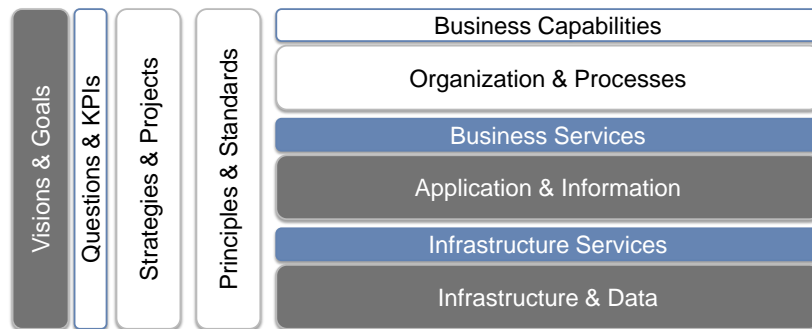 Visions & Goals
Questions & KPIs
Strategies & Projects
Principles & Standards
Business Capabilities
Organization & Processes
Business Services
Application & Information
Infrastructure Services
Infrastructure & Data